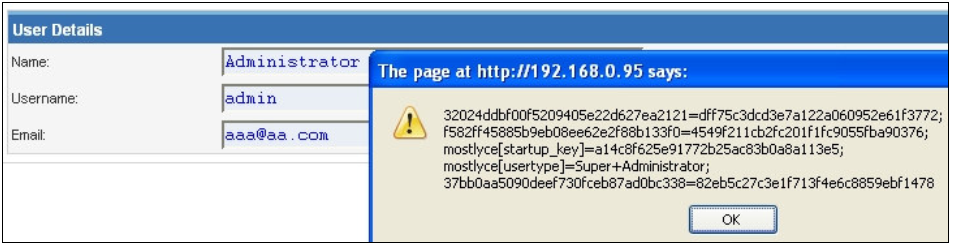 User Details
Name: Administrator
Username: admin
Email: aaa@aa.com
The page at http://192.168.0.95 says:
32024ddbf00f5209405e22d627ea2121=dff75c3dcd3e7a122a060952e61f3772;
f582ff45885b9eb08ee62e2f88b133f0=4549f211cb2fc201f1fc9055fba90376;
mostlyce[startup_key]=a14c8f625e91772b25ac83b0a8a113e5;
mostlyce[usertype]=Super+Administrator;
37bb0aa5090deef730fceb87ad0bc338=82eb5c27c3e1f713f4e6c8859ebf1478
OK